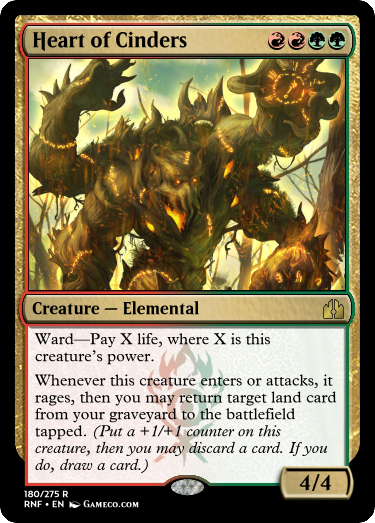 Heart of Cinders
Creature — Elemental
Ward—Pay X life, where X is this
creature's power.
Whenever this creature enters or attacks, it
rages, then you may return target land card
from your graveyard to the battlefield
tapped. (Put a +1/+1 counter on this
creature, then you may discard a card. If you
do, draw a card.)
4/4
180/275 R
RNF • EN Gameco.com